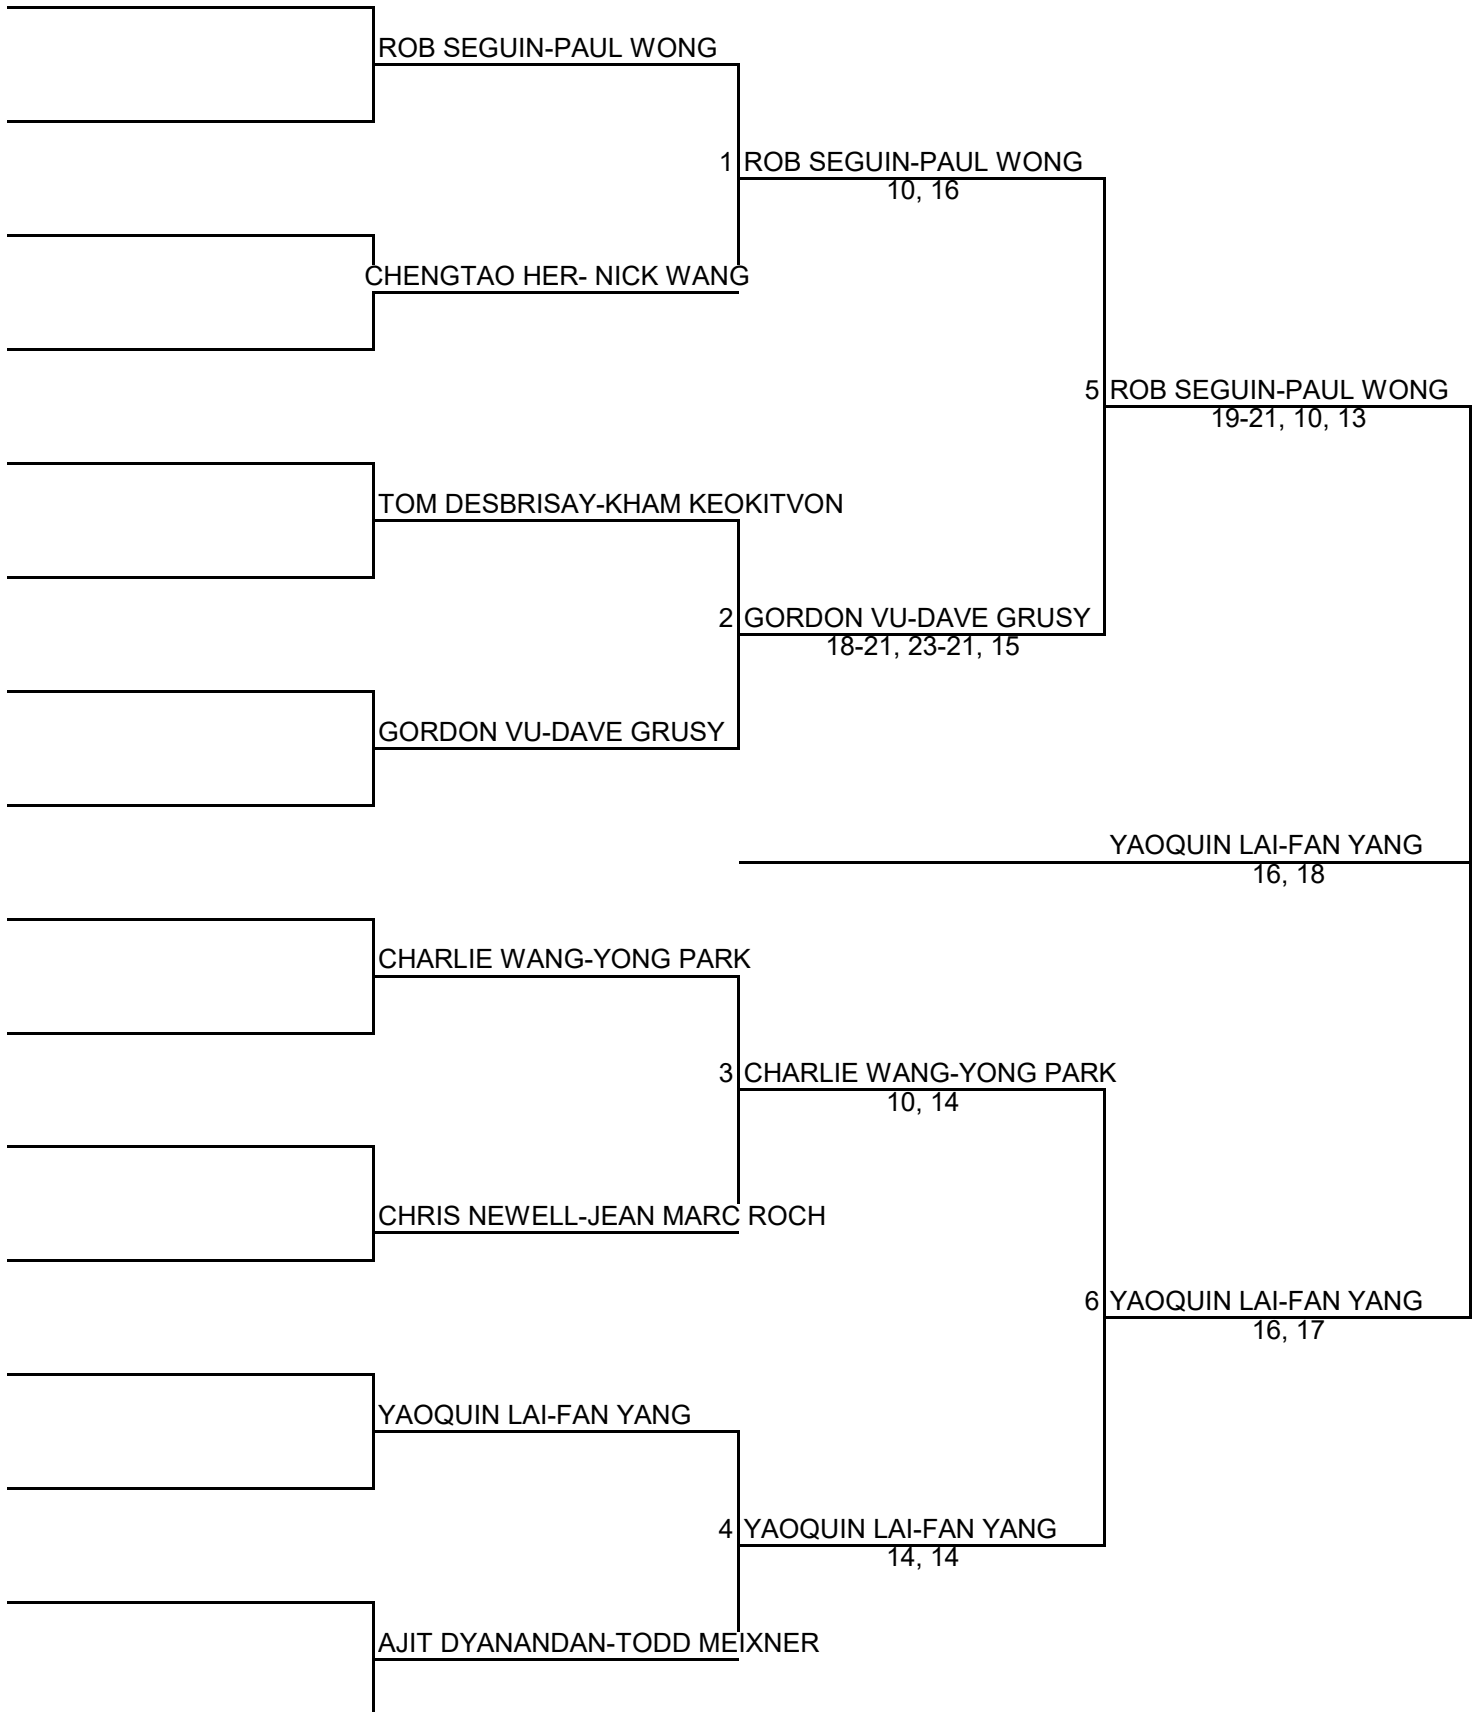 ROB SEGUIN-PAUL WONG
1 ROB SEGUIN-PAUL WONG
10, 16
CHENGTAO HER- NICK WANG
5 ROB SEGUIN-PAUL WONG
19-21, 10, 13
TOM DESBRISAY-KHAM KEOKITVON
2 GORDON VU-DAVE GRUSY
18-21, 23-21, 15
GORDON VU-DAVE GRUSY
YAOQUIN LAI-FAN YANG
16, 18
CHARLIE WANG-YONG PARK
3 CHARLIE WANG-YONG PARK
10, 14
CHRIS NEWELL-JEAN MARC ROCH
6 YAOQUIN LAI-FAN YANG
16, 17
YAOQUIN LAI-FAN YANG
4 YAOQUIN LAI-FAN YANG
14, 14
AJIT DYANANDAN-TODD MEIXNER